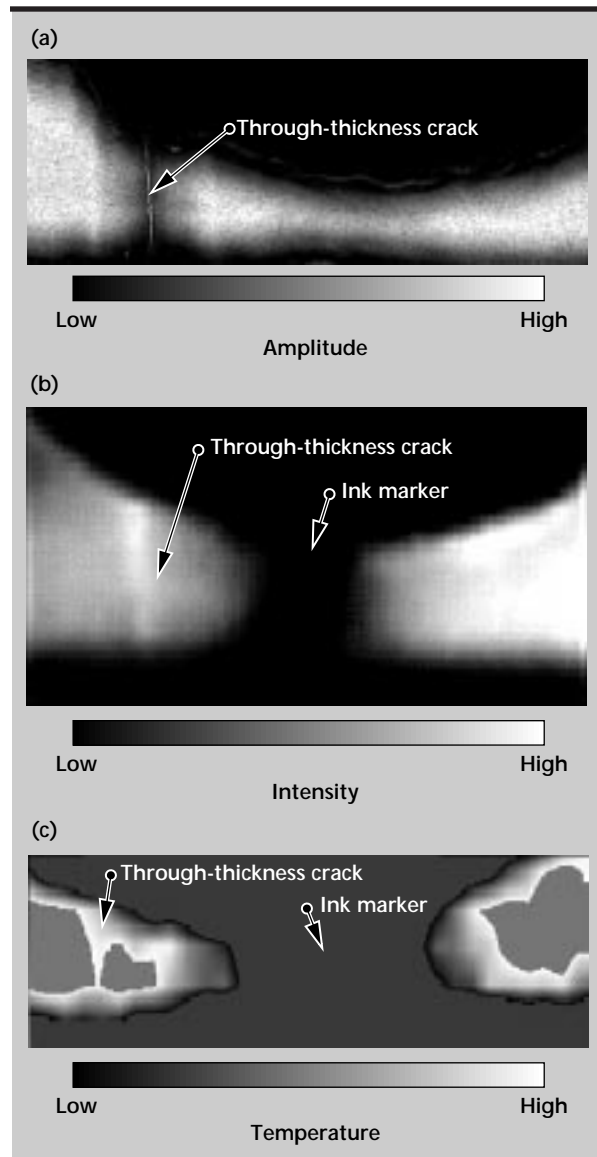 (a)
Through-thickness crack
Low High
Amplitude
(b)
Through-thickness crack
Ink marker
Low High
Intensity
(c)
Through-thickness crack
Ink marker
Low High
Temperature